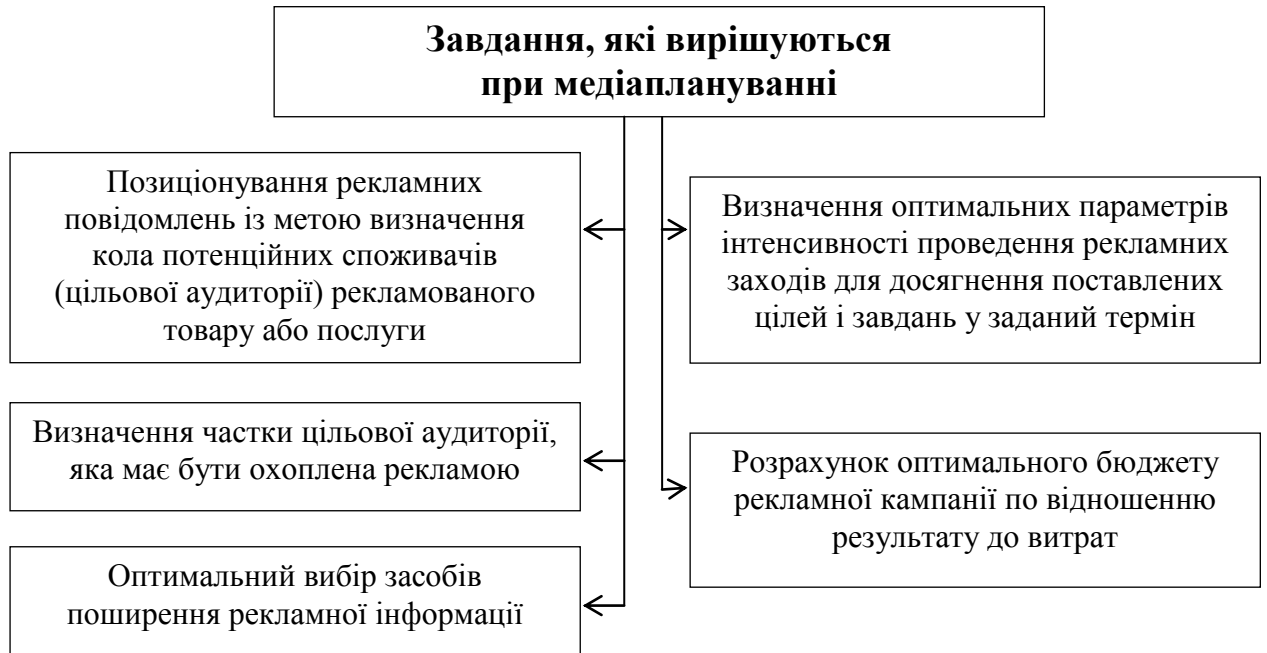 Завдання, які вирішуються
при медіаплануванні
Позиціонування рекламних
повідомлень із метою визначення
кола потенційних споживачів
(цільової аудиторії) рекламованого
товару або послуги
Визначення частки цільової аудиторії,
яка має бути охоплена рекламою
Оптимальний вибір засобів
поширення рекламної інформації
Визначення оптимальних параметрів
інтенсивності проведення рекламних
заходів для досягнення поставлених
цілей і завдань у заданий термін
Розрахунок оптимального бюджету
рекламної кампанії по відношенню
результату до витрат